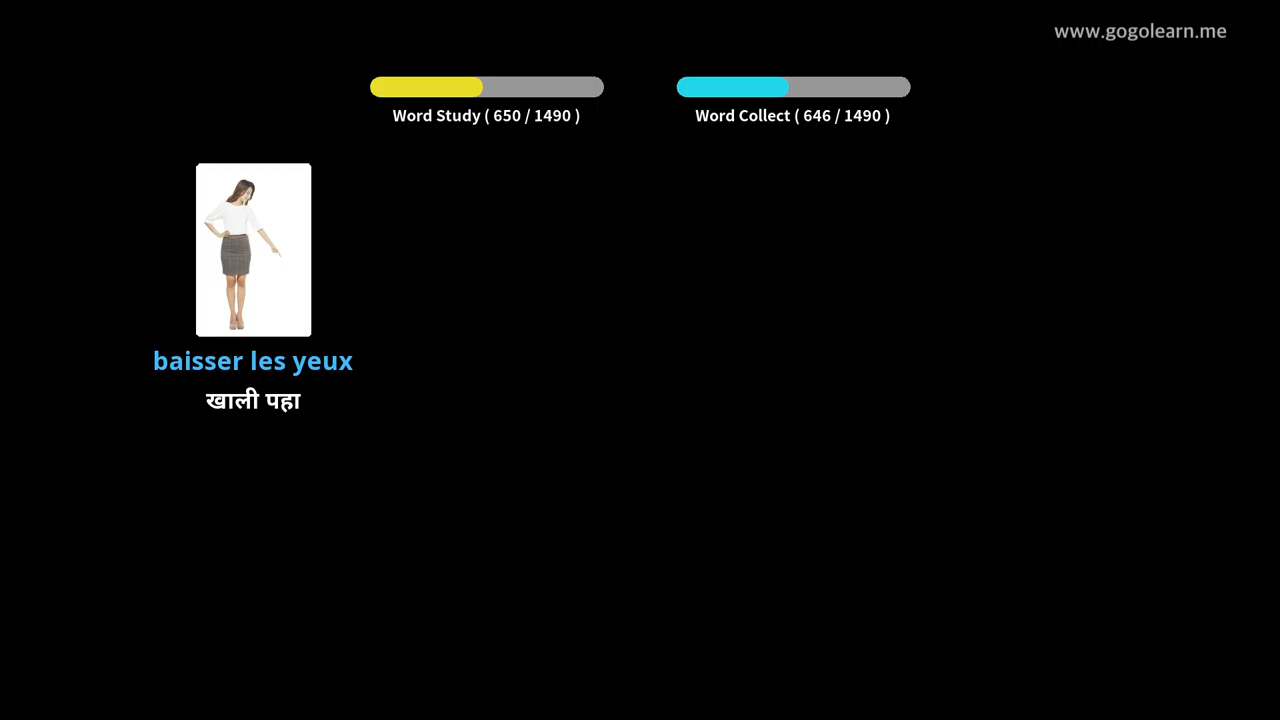 www.gogolearn.me
Word Study ( 650 / 1490 )
Word Collect ( 646 / 1490 )
baisser les yeux
खाली पहा